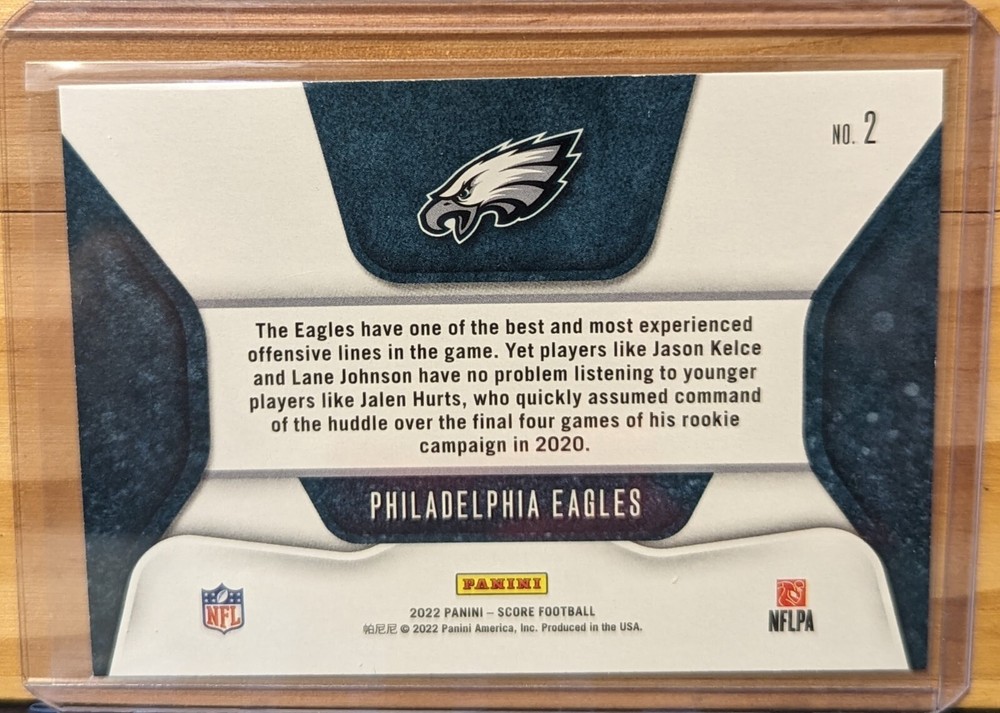 NO. 2
The Eagles have one of the best and most experienced
offensive lines in the game. Yet players like Jason Kelce
and Lane Johnson have no problem listening to younger
players like Jalen Hurts, who quickly assumed command
of the huddle over the final four games of his rookie
campaign in 2020.
PHILADELPHIA EAGLES
PANINI
NFL
2022 PANINI – SCORE FOOTBALL
帕尼尼 © 2022 Panini America, Inc. Produced in the USA.
NFLPA